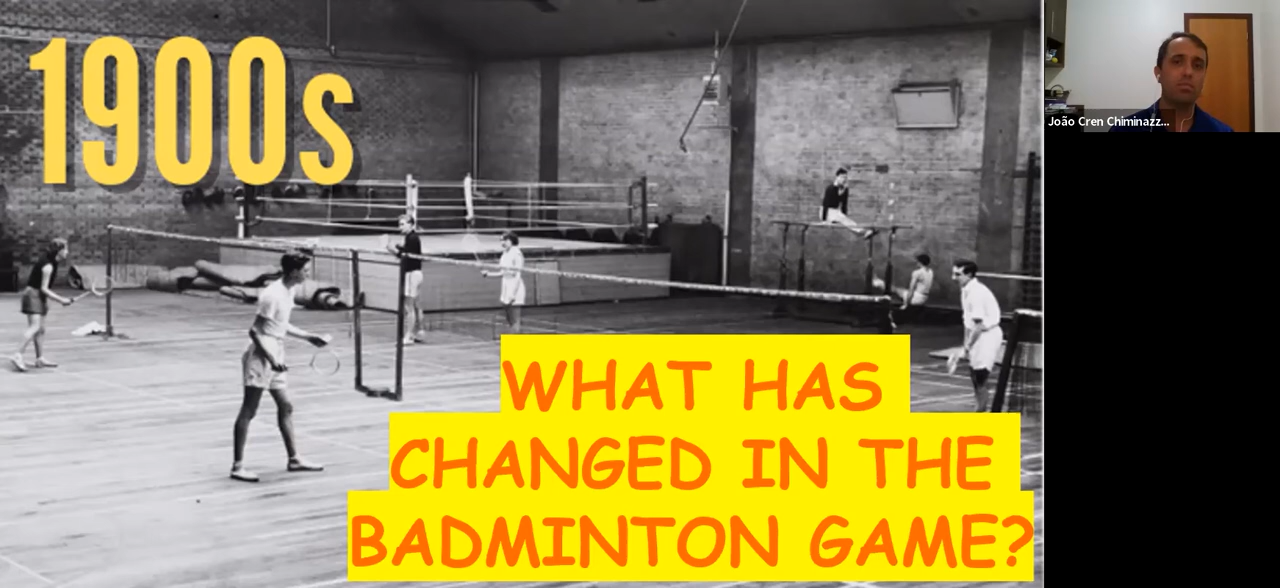 1900s
João Cren Chiminazz...
WHAT HAS
CHANGED IN THE
BADMINTON GAME?